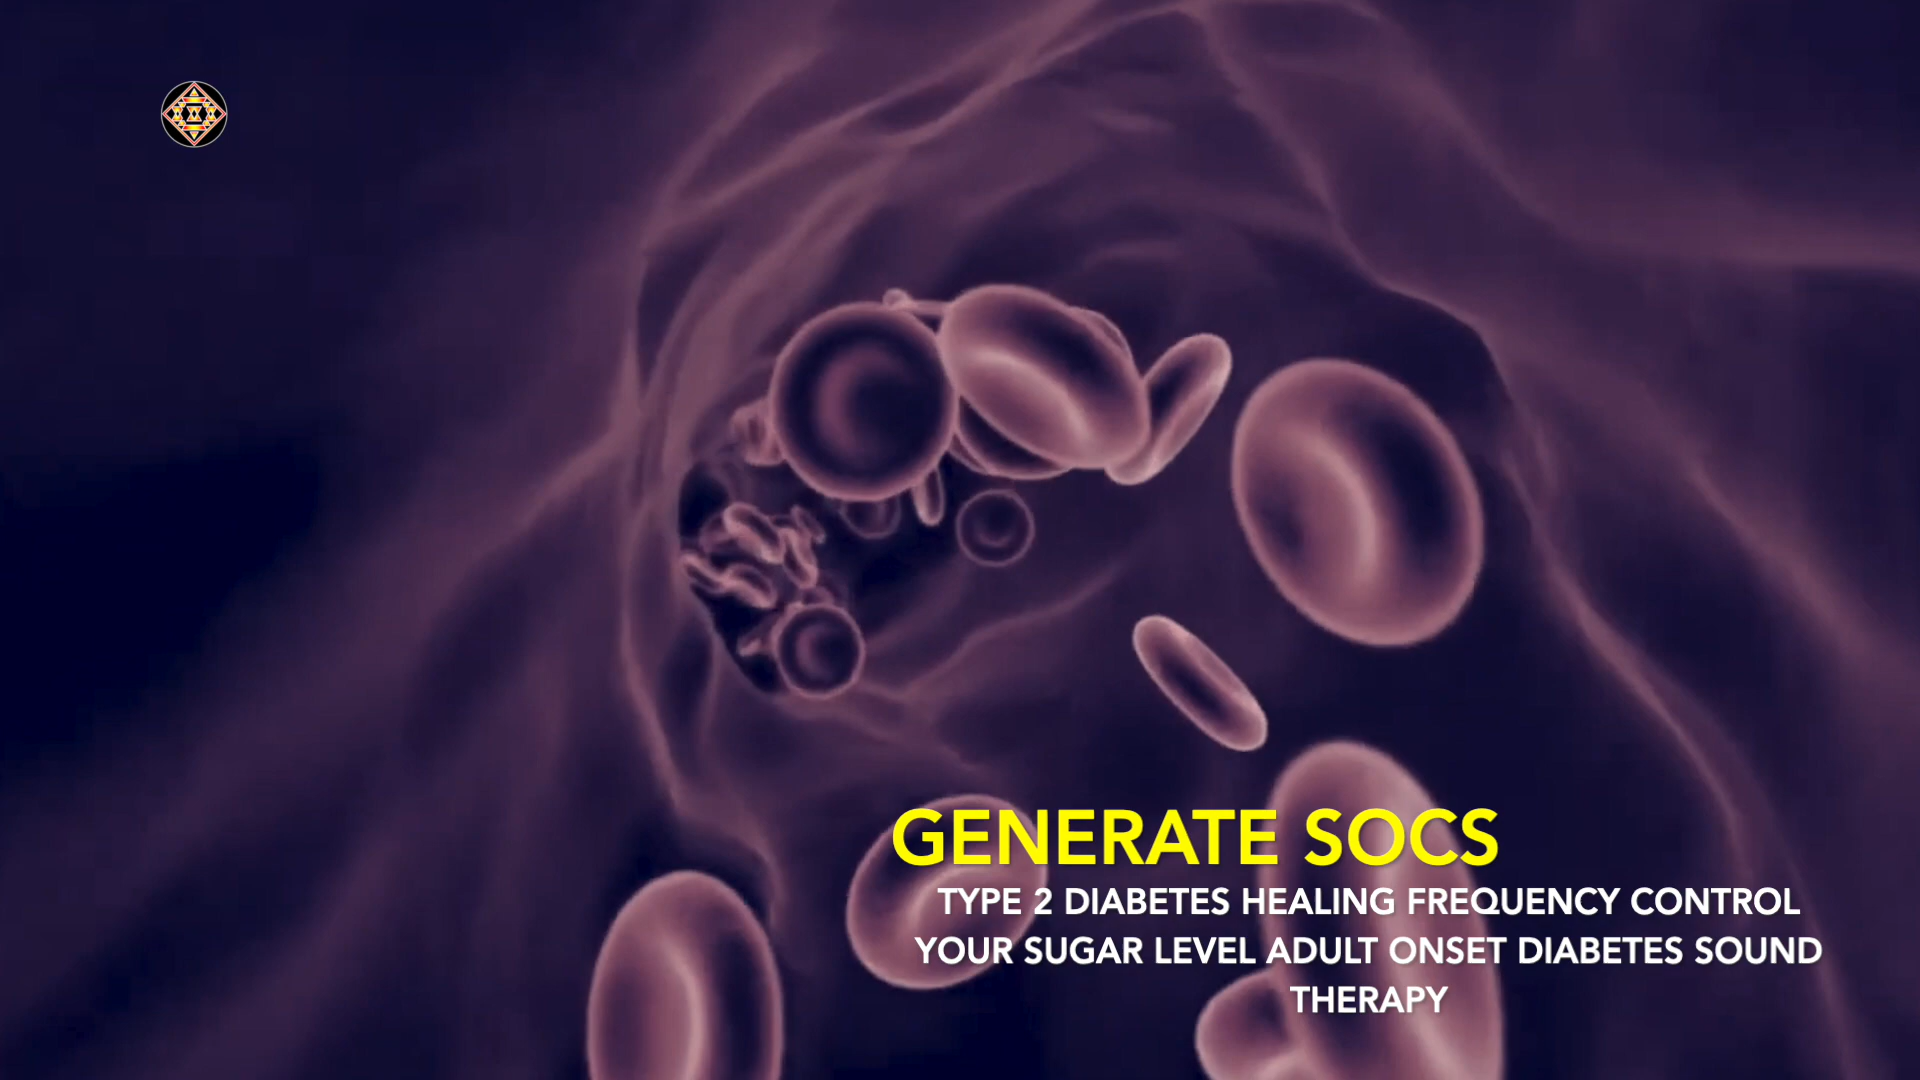 GENERATE SOCS
TYPE 2 DIABETES HEALING FREQUENCY CONTROL
YOUR SUGAR LEVEL ADULT ONSET DIABETES SOUND
THERAPY